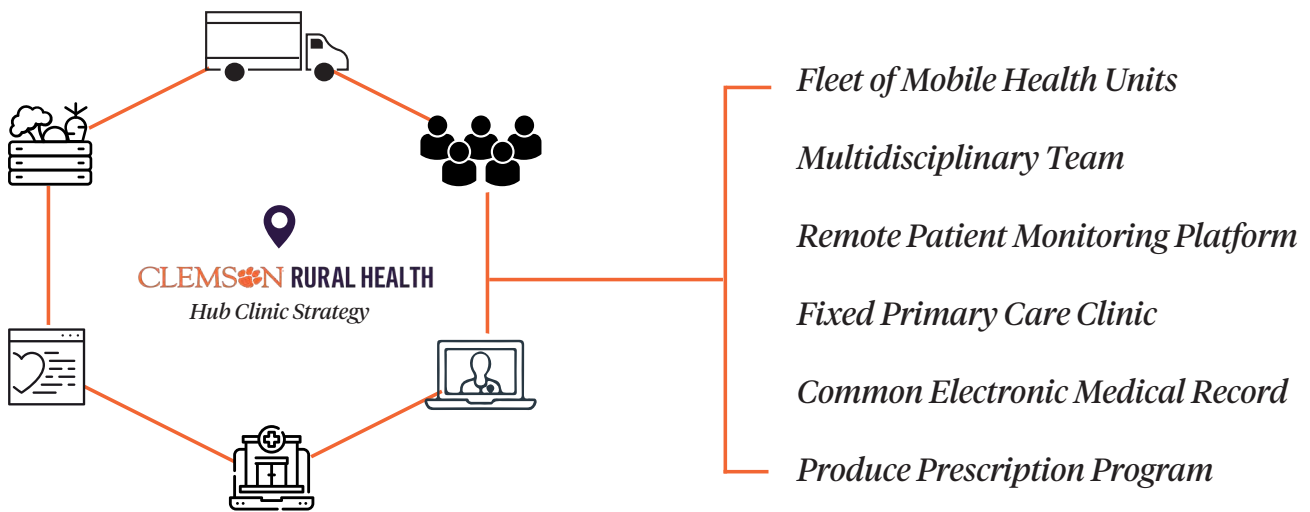 CLEMSON RURAL HEALTH
Hub Clinic Strategy
Fleet of Mobile Health Units
Multidisciplinary Team
Remote Patient Monitoring Platform
Fixed Primary Care Clinic
Common Electronic Medical Record
Produce Prescription Program